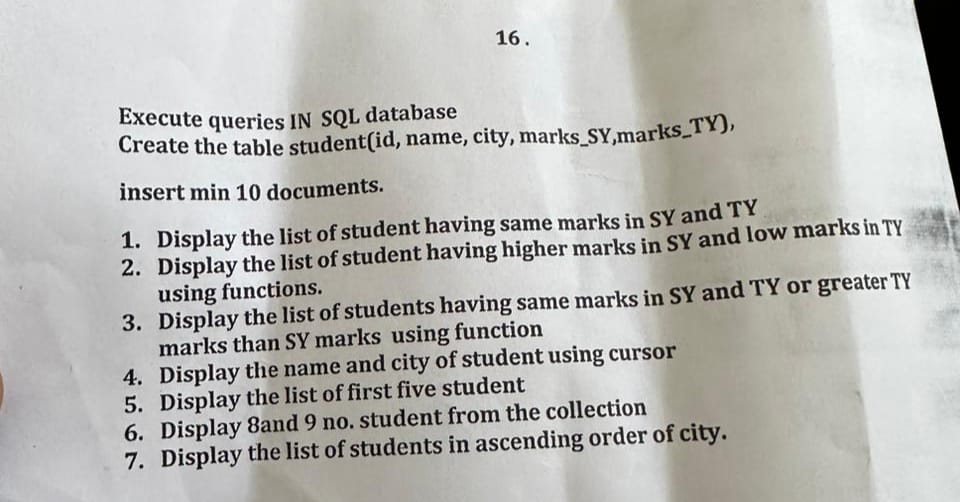 16.
Execute queries IN SQL database
Create the table student(id, name, city, marks_SY,marks_TY),
insert min 10 documents.
1. Display the list of student having same marks in SY and TY
2. Display the list of student having higher marks in SY and low marks in TY
using functions.
3. Display the list of students having same marks in SY and TY or greater TY
marks than SY marks using function
4. Display the name and city of student using cursor
5. Display the list of first five student
6. Display 8and 9 no. student from the collection
7. Display the list of students in ascending order of city.